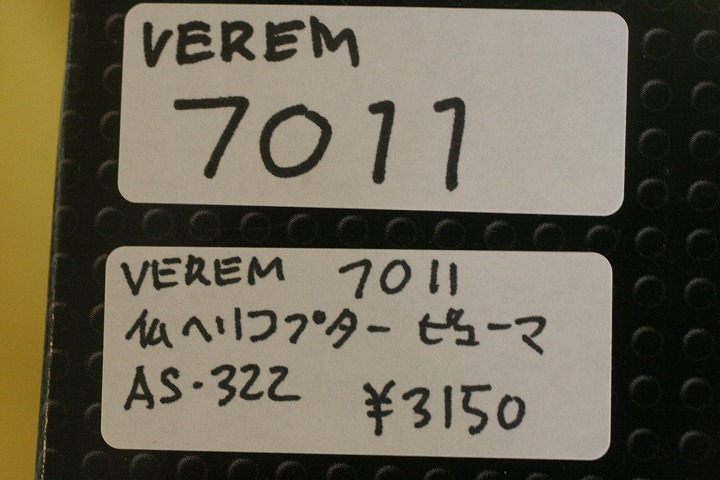 VEREM
7011
VEREM 7011
仏ヘリコプター ピューマ
AS-322 ¥3150